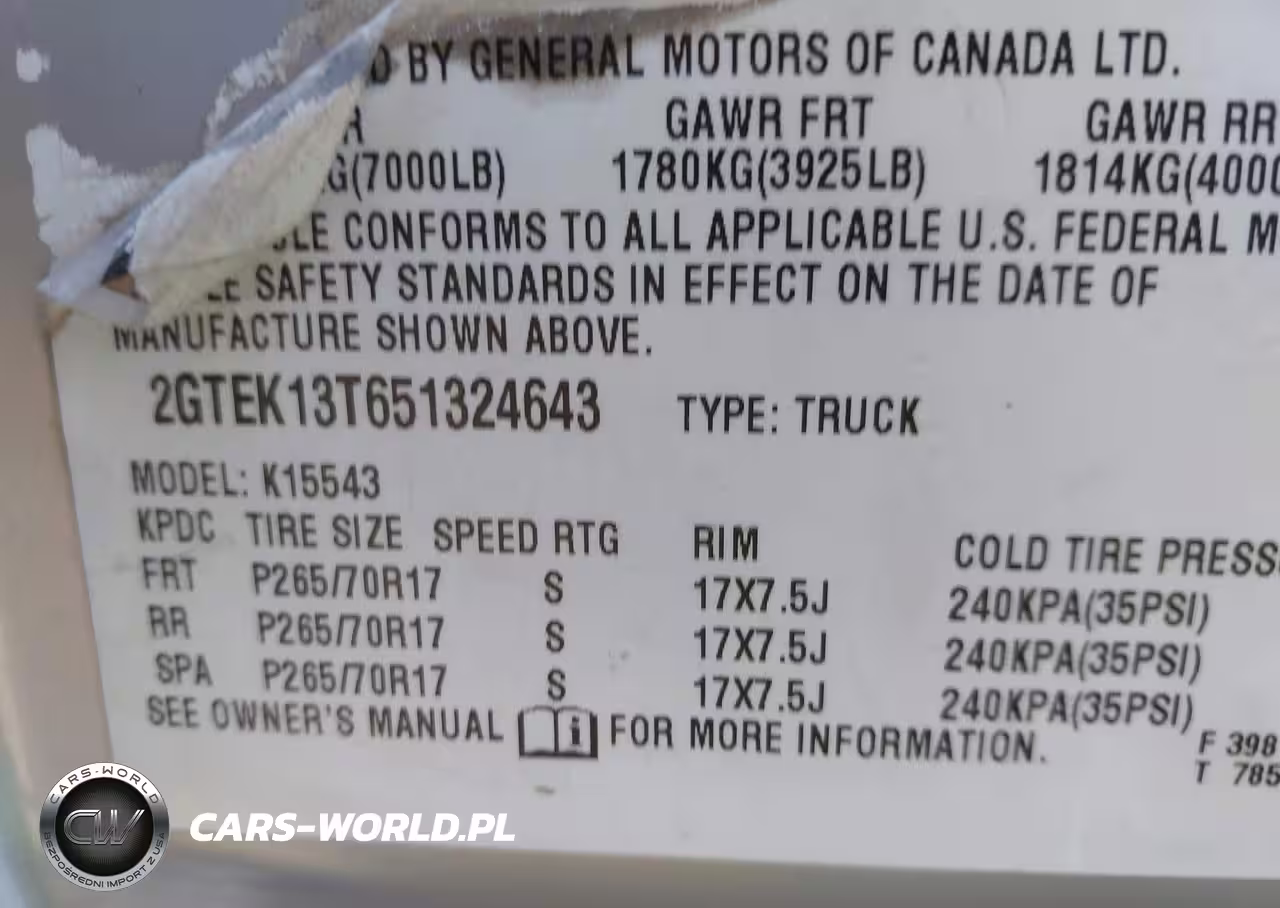 BY GENERAL MOTORS OF CANADA LTD.
GAWR FRT GAWR RR
(7000LB) 1780KG(3925LB) 1814KG(400
CONFORMS TO ALL APPLICABLE U.S. FEDERAL M
SAFETY STANDARDS IN EFFECT ON THE DATE OF
MANUFACTURE SHOWN ABOVE.
2GTEK13T651324643 TYPE: TRUCK
MODEL: K15543
KPDC TIRE SIZE SPEED RTG RIM COLD TIRE PRESS
FRT P265/70R17 S 17X7.5J 240KPA(35PSI)
RR P265/70R17 S 17X7.5J 240KPA(35PSI)
SPA P265/70R17 S 17X7.5J 240KPA(35PSI)
SEE OWNER'S MANUAL FOR MORE INFORMATION.
F 398
T 785
CARS-WORLD
CW
BEZPOŚREDNI IMPORT Z USA
CARS-WORLD.PL